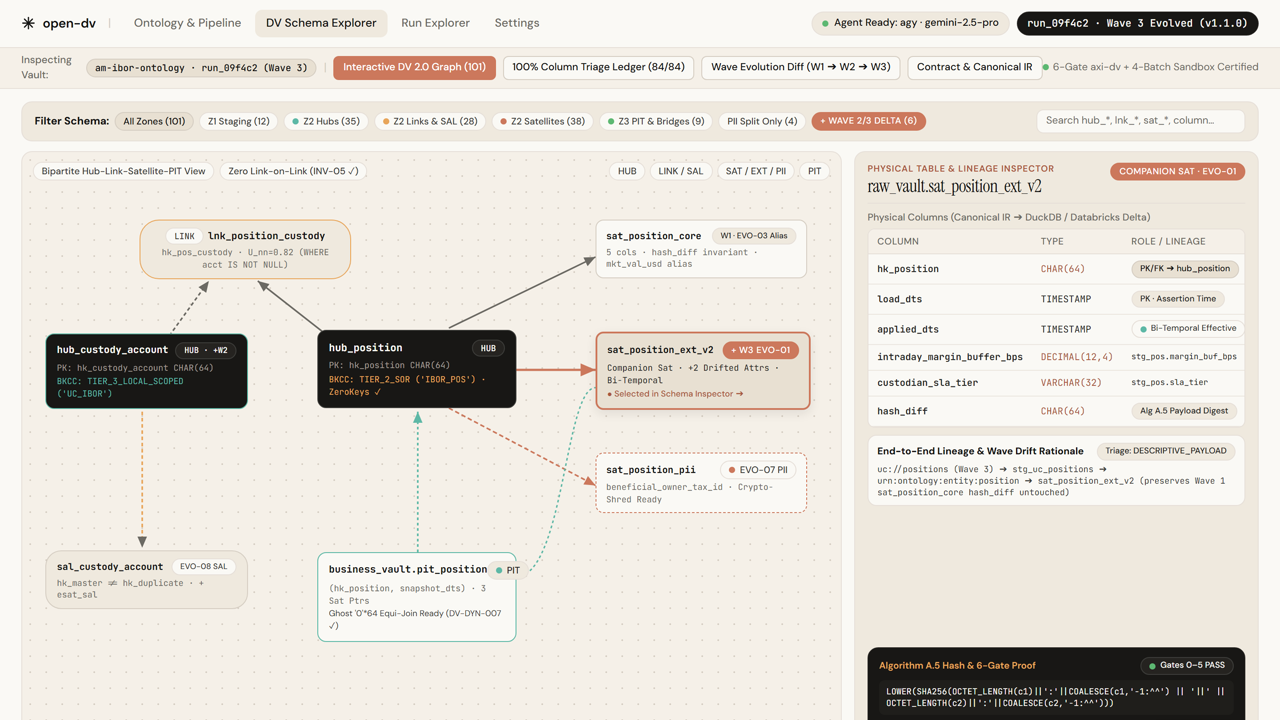 open-dv
Ontology & Pipeline
DV Schema Explorer
Run Explorer
Settings
Agent Ready: agy · gemini-2.5-pro
run_09f4c2 · Wave 3 Evolved (v1.1.0)
Inspecting
Vault:
am-ibor-ontology · run_09f4c2 (Wave 3)
Interactive DV 2.0 Graph (101)
100% Column Triage Ledger (84/84)
Wave Evolution Diff (W1 → W2 → W3)
Contract & Canonical IR
6-Gate axi-dv + 4-Batch Sandbox Certified
Filter Schema:
All Zones (101)
Z1 Staging (12)
Z2 Hubs (35)
Z2 Links & SAL (28)
Z2 Satellites (38)
Z3 PIT & Bridges (9)
PII Split Only (4)
+ WAVE 2/3 DELTA (6)
Search hub_*, lnk_*, sat_*, column...
Bipartite Hub-Link-Satellite-PIT View
Zero Link-on-Link (INV-05 ✓)
HUB
LINK / SAL
SAT / EXT / PII
PIT
LINK
lnk_position_custody
hk_pos_custody · U_nn=0.82 (WHERE
acct IS NOT NULL)
sat_position_core
W1 · EVO-03 Alias
5 cols · hash_diff invariant ·
mkt_val_usd alias
hub_custody_account
HUB · +W2
PK: hk_custody_account CHAR(64)
BKCC: TIER_3_LOCAL_SCOPED
('UC_IBOR')
hub_position
HUB
PK: hk_position CHAR(64)
BKCC: TIER_2_SOR ('IBOR_POS') ·
ZeroKeys ✓
sat_position_ext_v2
+ W3 EVO-01
Companion Sat · +2 Drifted Attrs ·
Bi-Temporal
● Selected in Schema Inspector →
sat_position_pii
EVO-07 PII
beneficial_owner_tax_id · Crypto-
Shred Ready
sal_custody_account
EVO-08 SAL
hk_master ≠ hk_duplicate · +
esat_sal
business_vault.pit_position
PIT
(hk_position, snapshot_dts) · 3
Sat Ptrs
Ghost '0'*64 Equi-Join Ready (DV-DYN-007
✓)
PHYSICAL TABLE & LINEAGE INSPECTOR
raw_vault.sat_position_ext_v2
COMPANION SAT · EVO-01
Physical Columns (Canonical IR → DuckDB / Databricks Delta)
COLUMN TYPE ROLE / LINEAGE
hk_position CHAR(64) PK/FK → hub_position
load_dts TIMESTAMP PK · Assertion Time
applied_dts TIMESTAMP Bi-Temporal Effective
intraday_margin_buffer_bps DECIMAL(12,4) stg_pos.margin_buf_bps
custodian_sla_tier VARCHAR(32) stg_pos.sla_tier
hash_diff CHAR(64) Alg A.5 Payload Digest
End-to-End Lineage & Wave Drift Rationale
Triage: DESCRIPTIVE_PAYLOAD
uc://positions (Wave 3) → stg_uc_positions →
urn:ontology:entity:position → sat_position_ext_v2 (preserves Wave 1
sat_position_core hash_diff untouched)
Algorithm A.5 Hash & 6-Gate Proof
Gates 0–5 PASS
LOWER(SHA256(OCTET_LENGTH(c1)||':'||COALESCE(c1,'-1:^^') || '||' ||
OCTET_LENGTH(c2)||':'||COALESCE(c2,'-1:^^')))